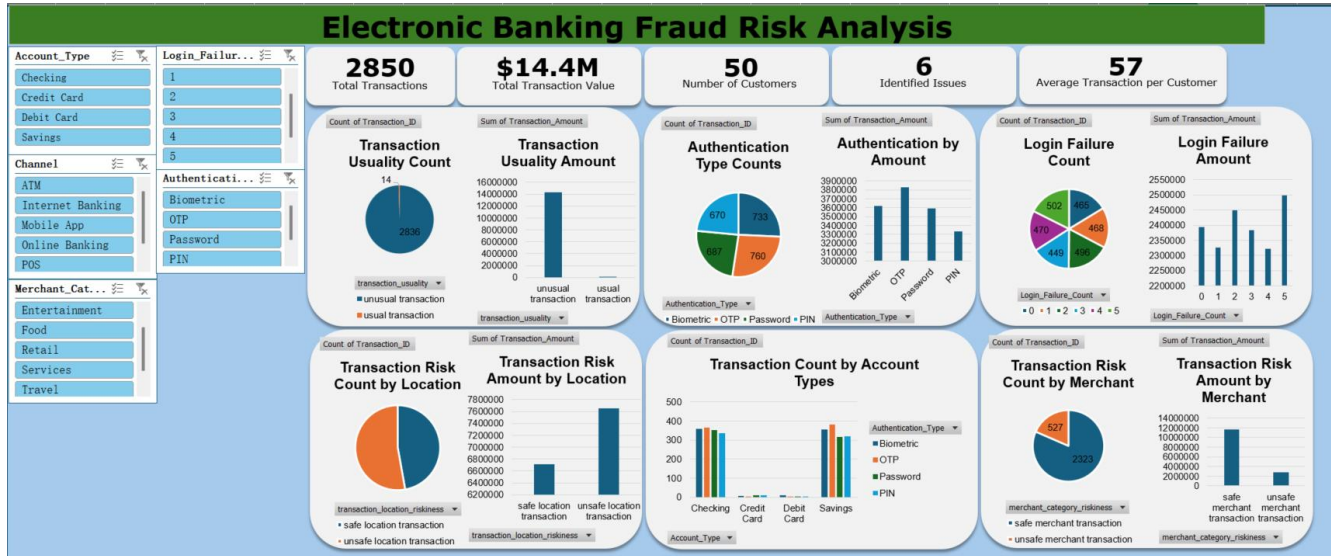 Electronic Banking Fraud Risk Analysis
Account_Type
Checking
Credit Card
Debit Card
Savings
Login_Failur...
1
2
3
4
5
Channel
ATM
Internet Banking
Mobile App
Online Banking
POS
Authenticati...
Biometric
OTP
Password
PIN
Merchant_Cat...
Entertainment
Food
Retail
Services
Travel
2850
Total Transactions
$14.4M
Total Transaction Value
50
Number of Customers
6
Identified Issues
57
Average Transaction per Customer
Count of Transaction_ID
Transaction
Usuality Count
14
2836
transaction_usuality
unusual transaction
usual transaction
Sum of Transaction_Amount
Transaction
Usuality Amount
16000000
14000000
12000000
10000000
8000000
6000000
4000000
2000000
0
unusual transaction
usual transaction
transaction_usuality
Count of Transaction_ID
Authentication
Type Counts
670
733
687
760
Authentication_Type
Biometric OTP Password PIN
Sum of Transaction_Amount
Authentication by
Amount
3900000
3800000
3700000
3600000
3500000
3400000
3300000
3200000
3100000
3000000
Biometric
OTP
Password
PIN
Authentication_Type
Count of Transaction_ID
Login Failure
Count
502
465
470
468
449
496
Login_Failure_Count
0 1 2 3 4 5
Sum of Transaction_Amount
Login Failure
Amount
2550000
2500000
2450000
2400000
2350000
2300000
2250000
2200000
0 1 2 3 4 5
Login_Failure_Count
Count of Transaction_ID
Transaction Risk
Count by Location
transaction_location_riskiness
safe location transaction
unsafe location transaction
Sum of Transaction_Amount
Transaction Risk
Amount by Location
7800000
7600000
7400000
7200000
7000000
6800000
6600000
6400000
6200000
safe location transaction
unsafe location transaction
transaction_location_riskiness
Count of Transaction_ID
Transaction Count by Account
Types
500
400
300
200
100
0
Checking
Credit Card
Debit Card
Savings
Authentication_Type
Biometric
OTP
Password
PIN
Account_Type
Count of Transaction_ID
Transaction Risk
Count by Merchant
527
2323
merchant_category_riskiness
safe merchant transaction
unsafe merchant transaction
Sum of Transaction_Amount
Transaction Risk
Amount by
Merchant
14000000
12000000
10000000
8000000
6000000
4000000
2000000
0
safe merchant transaction
unsafe merchant transaction
merchant_category_riskiness